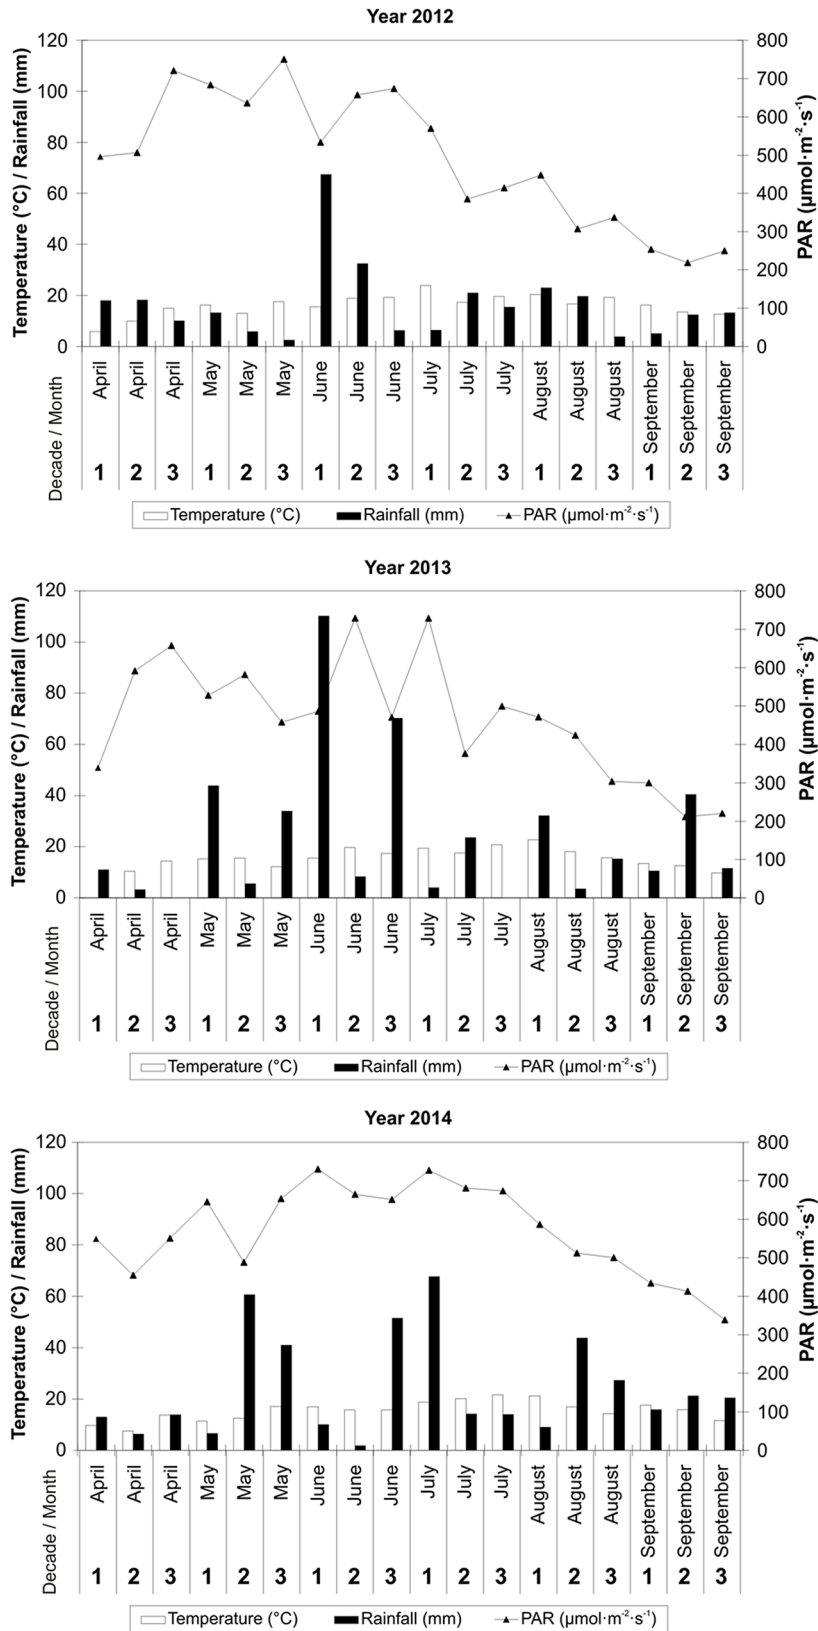 Year 2012
120
100
80
60
40
20
0
Temperature (°C) / Rainfall (mm)
800
700
600
500
400
300
200
100
0
PAR (µmol·m⁻²·s⁻¹)
Decade / Month
April April April May May May June June June July July July August August August September September September
1 2 3 1 2 3 1 2 3 1 2 3 1 2 3 1 2 3
Temperature (°C) Rainfall (mm) PAR (µmol·m⁻²·s⁻¹)
Year 2013
120
100
80
60
40
20
0
Temperature (°C) / Rainfall (mm)
800
700
600
500
400
300
200
100
0
PAR (µmol·m⁻²·s⁻¹)
Decade / Month
April April April May May May June June June July July July August August August September September September
1 2 3 1 2 3 1 2 3 1 2 3 1 2 3 1 2 3
Temperature (°C) Rainfall (mm) PAR (µmol·m⁻²·s⁻¹)
Year 2014
120
100
80
60
40
20
0
Temperature (°C) / Rainfall (mm)
800
700
600
500
400
300
200
100
0
PAR (µmol·m⁻²·s⁻¹)
Decade / Month
April April April May May May June June June July July July August August August September September September
1 2 3 1 2 3 1 2 3 1 2 3 1 2 3 1 2 3
Temperature (°C) Rainfall (mm) PAR (µmol·m⁻²·s⁻¹)